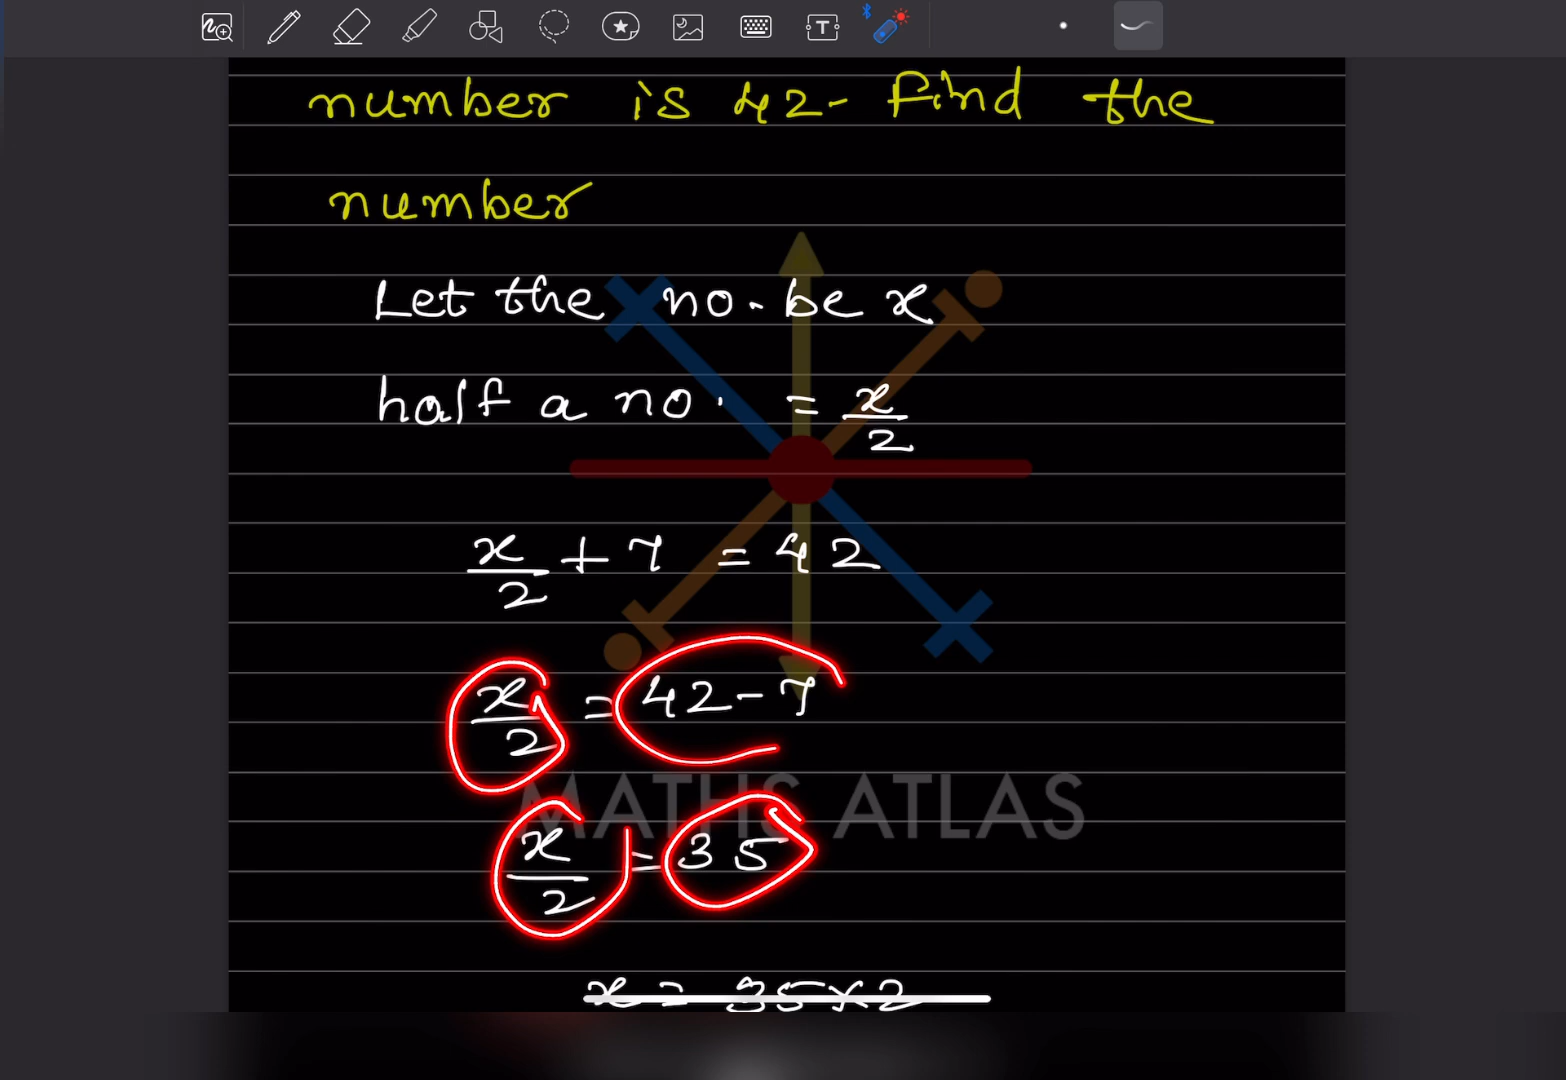 number is 42- find the
number
Let the no. be x
half a no. = x/2
x/2 + 7 = 42
x/2 = 42-7
MATHS ATLAS
x/2 = 35
x = 35×2